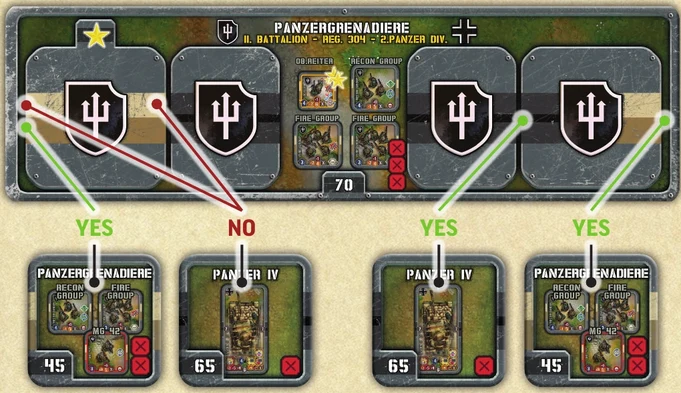 PANZERGRENADIERE
II. BATTALION - REG. 304 - 2.PANZER DIV.
OB.REITER RECON GROUP
FIRE GROUP FIRE GROUP
70
YES NO YES YES
PANZERGRENADIERE PANZER IV PANZER IV PANZERGRENADIERE
RECON GROUP FIRE GROUP RECON GROUP FIRE GROUP
MG 42 MG 42
45 65 65 45